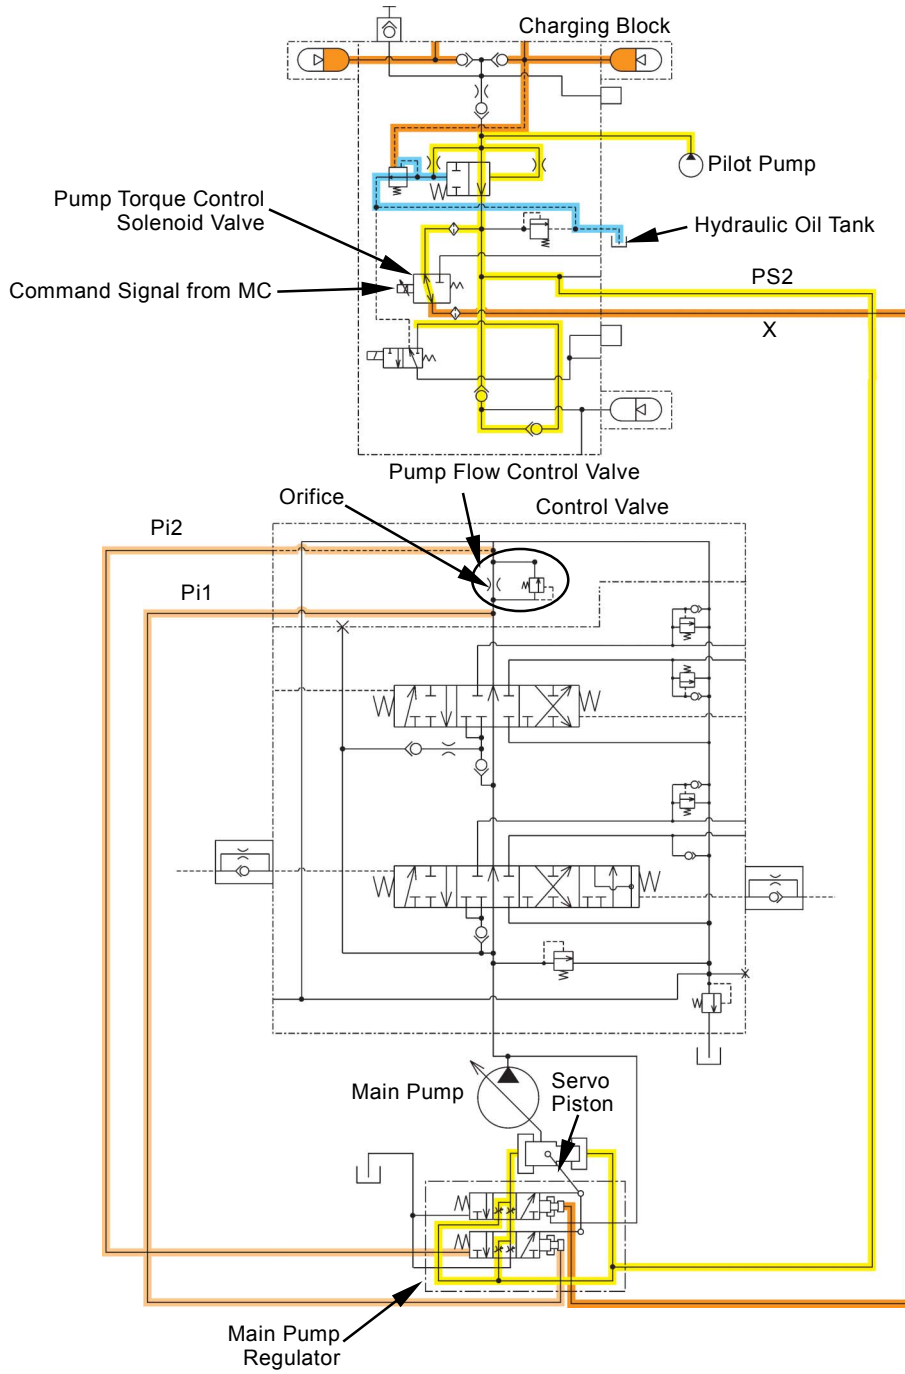 Charging Block
Pilot Pump
Pump Torque Control
Solenoid Valve
Hydraulic Oil Tank
Command Signal from MC
PS2
X
Pump Flow Control Valve
Orifice
Control Valve
Pi2
Pi1
Main Pump
Servo
Piston
Main Pump
Regulator